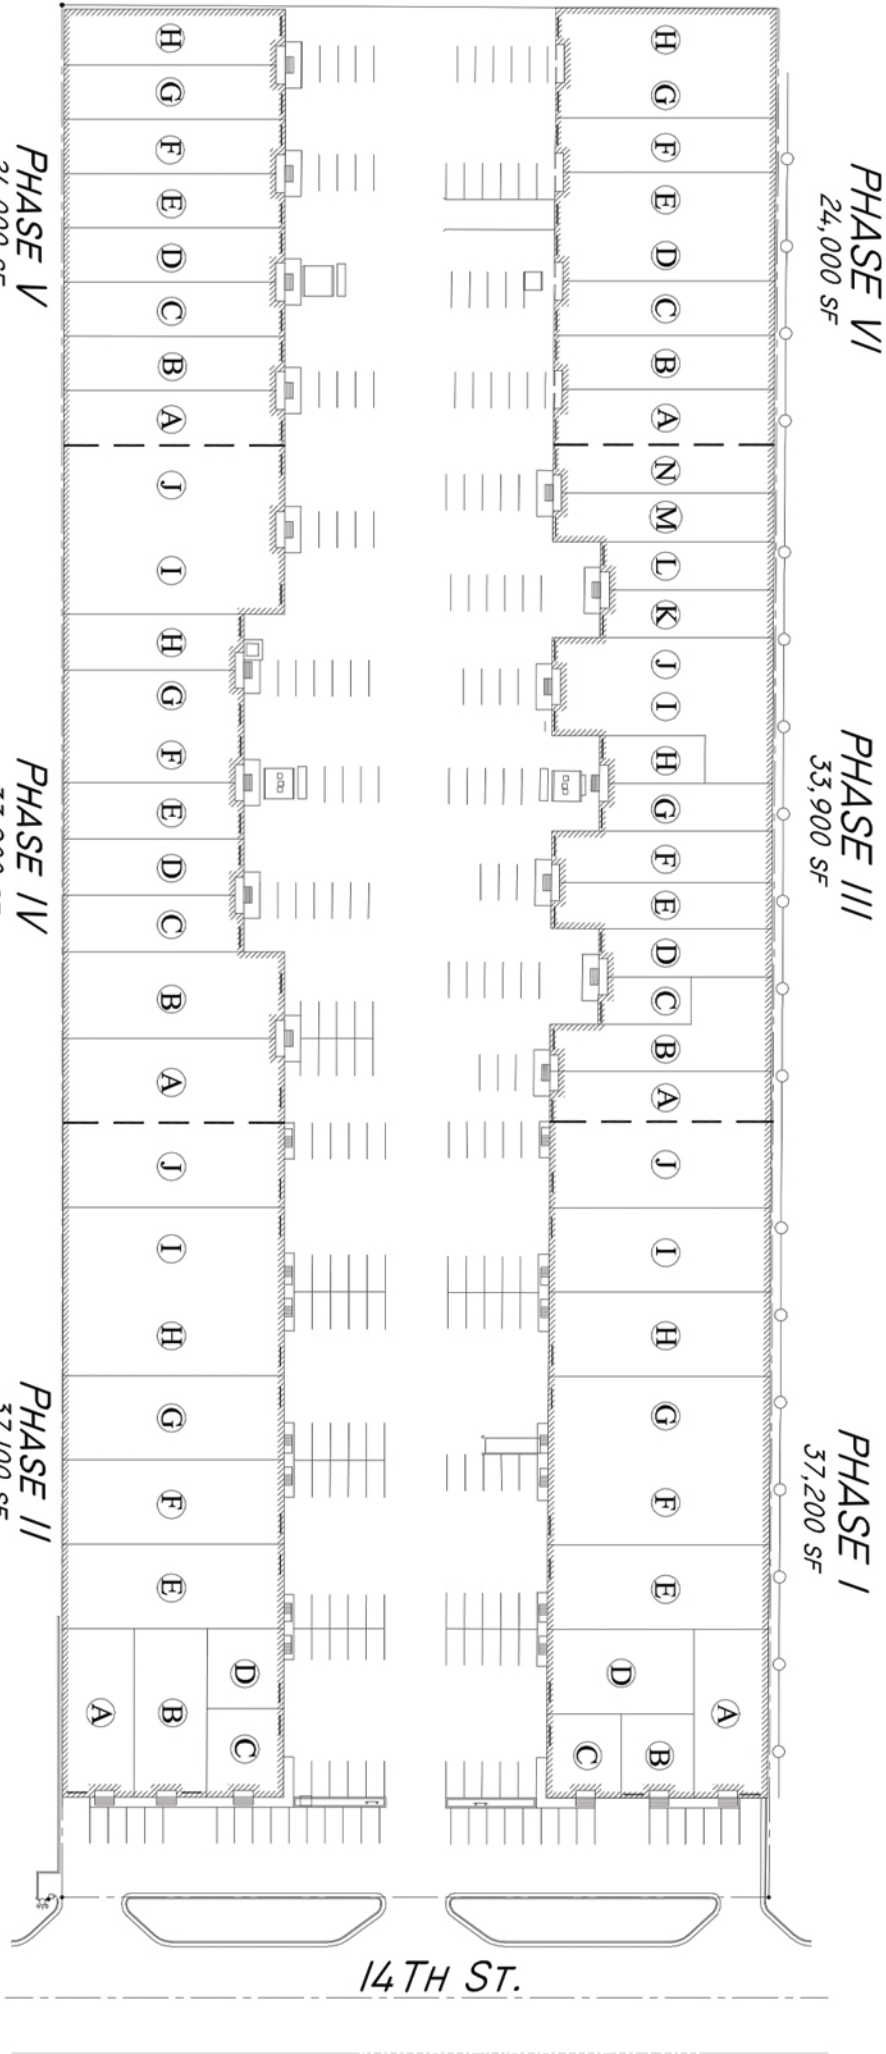 PHASE V
PHASE VI
24,000 SF
PHASE IV
PHASE III
33,900 SF
PHASE II
PHASE I
37,200 SF
H
G
F
E
D
C
B
A
J
I
H
G
F
E
D
C
B
A
J
I
H
G
F
E
D
C
B
A
H
G
F
E
D
C
B
A
N
M
L
K
J
I
H
G
F
E
D
C
B
A
J
I
H
G
F
E
D
A
C
B
14TH ST.